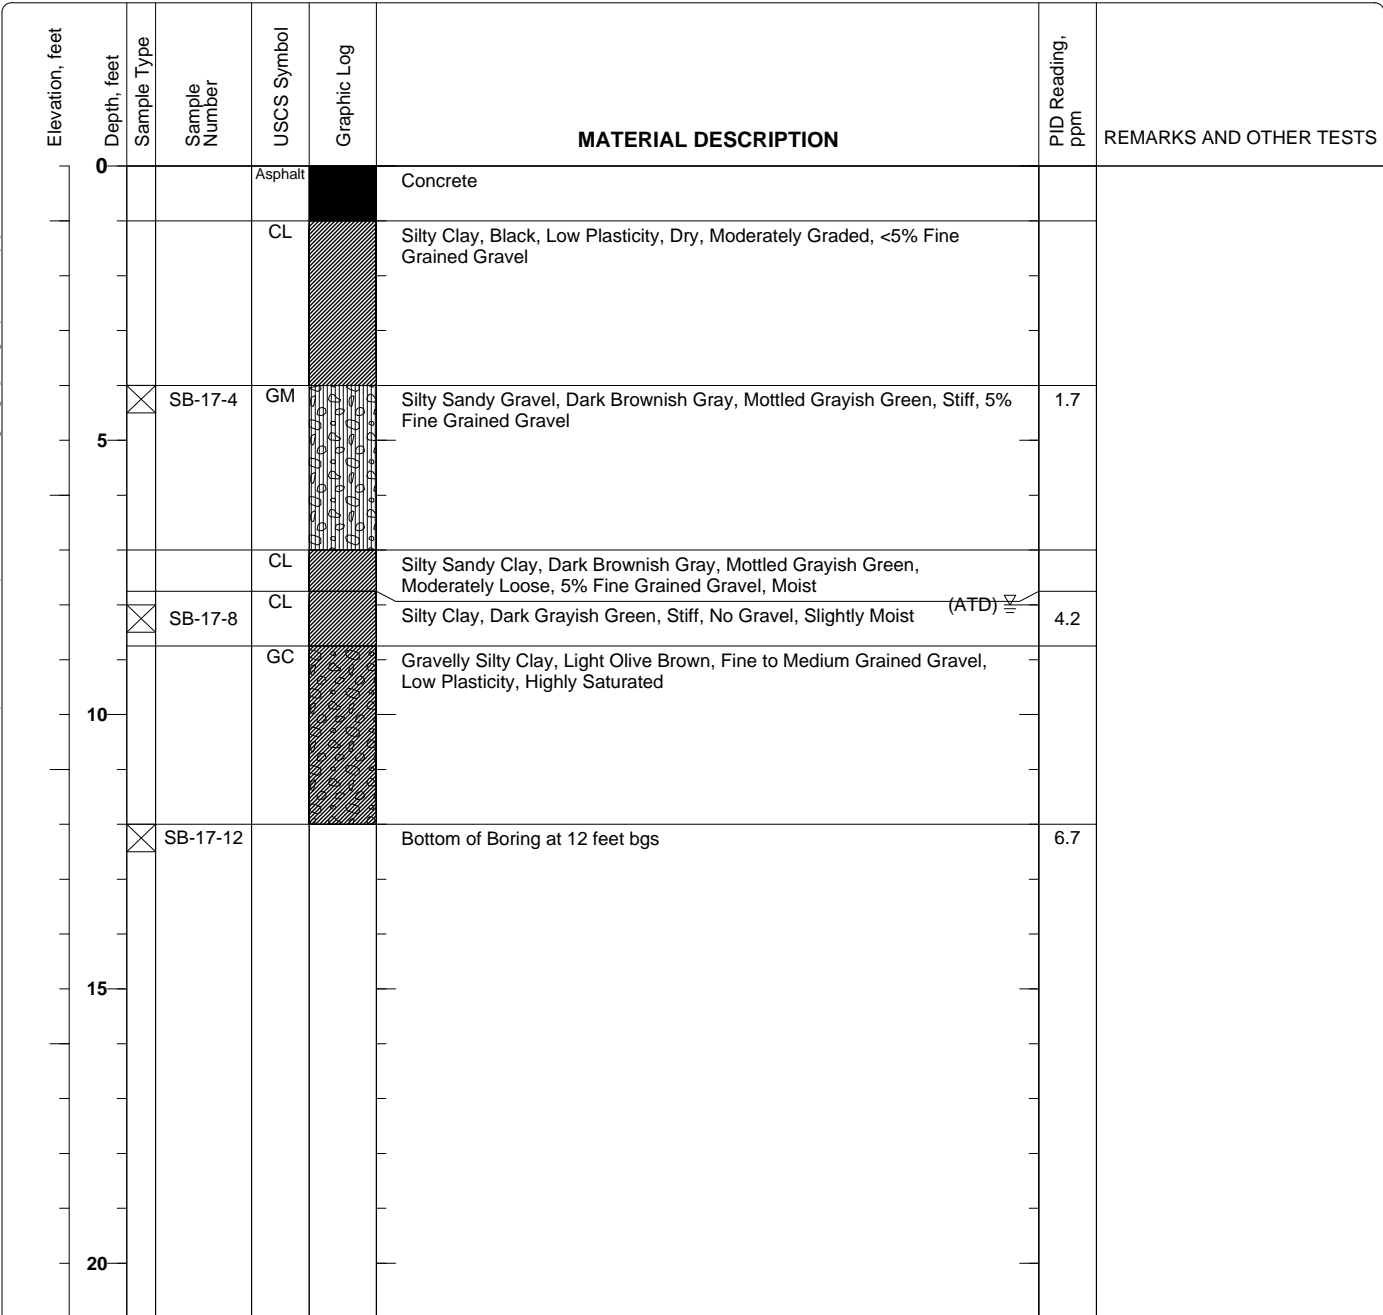 Elevation, feet
Depth, feet
Sample Type
Sample
Number
USCS Symbol
Graphic Log
MATERIAL DESCRIPTION
PID Reading,
ppm
REMARKS AND OTHER TESTS
0
Asphalt
Concrete
CL
Silty Clay, Black, Low Plasticity, Dry, Moderately Graded, <5% Fine
Grained Gravel
SB-17-4
GM
Silty Sandy Gravel, Dark Brownish Gray, Mottled Grayish Green, Stiff, 5%
Fine Grained Gravel
1.7
5
CL
Silty Sandy Clay, Dark Brownish Gray, Mottled Grayish Green,
Moderately Loose, 5% Fine Grained Gravel, Moist
CL
(ATD)
SB-17-8
Silty Clay, Dark Grayish Green, Stiff, No Gravel, Slightly Moist
4.2
GC
Gravelly Silty Clay, Light Olive Brown, Fine to Medium Grained Gravel,
Low Plasticity, Highly Saturated
10
SB-17-12
Bottom of Boring at 12 feet bgs
6.7
15
20